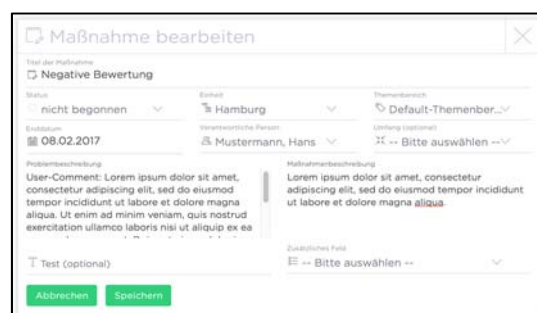 Maßnahme bearbeiten
Titel der Maßnahme
Negative Bewertung
Status
Einheit
Themenbereich
nicht begonnen
Hamburg
Default-Themenber...
Enddatum
Verantwortliche Person
Umfang (optional)
08.02.2017
Mustermann, Hans
-- Bitte auswählen --
Problembeschreibung
User-Comment: Lorem ipsum dolor sit amet,
consectetur adipiscing elit, sed do eiusmod
tempor incididunt ut labore et dolore magna
aliqua. Ut enim ad minim veniam, quis nostrud
exercitation ullamco laboris nisi ut aliquip ex ea
Maßnahmenbeschreibung
Lorem ipsum dolor sit amet, consectetur
adipiscing elit, sed do eiusmod tempor incididunt
ut labore et dolore magna aliqua.
Test (optional)
Zusätzliches Feld
-- Bitte auswählen --
Abbrechen
Speichern